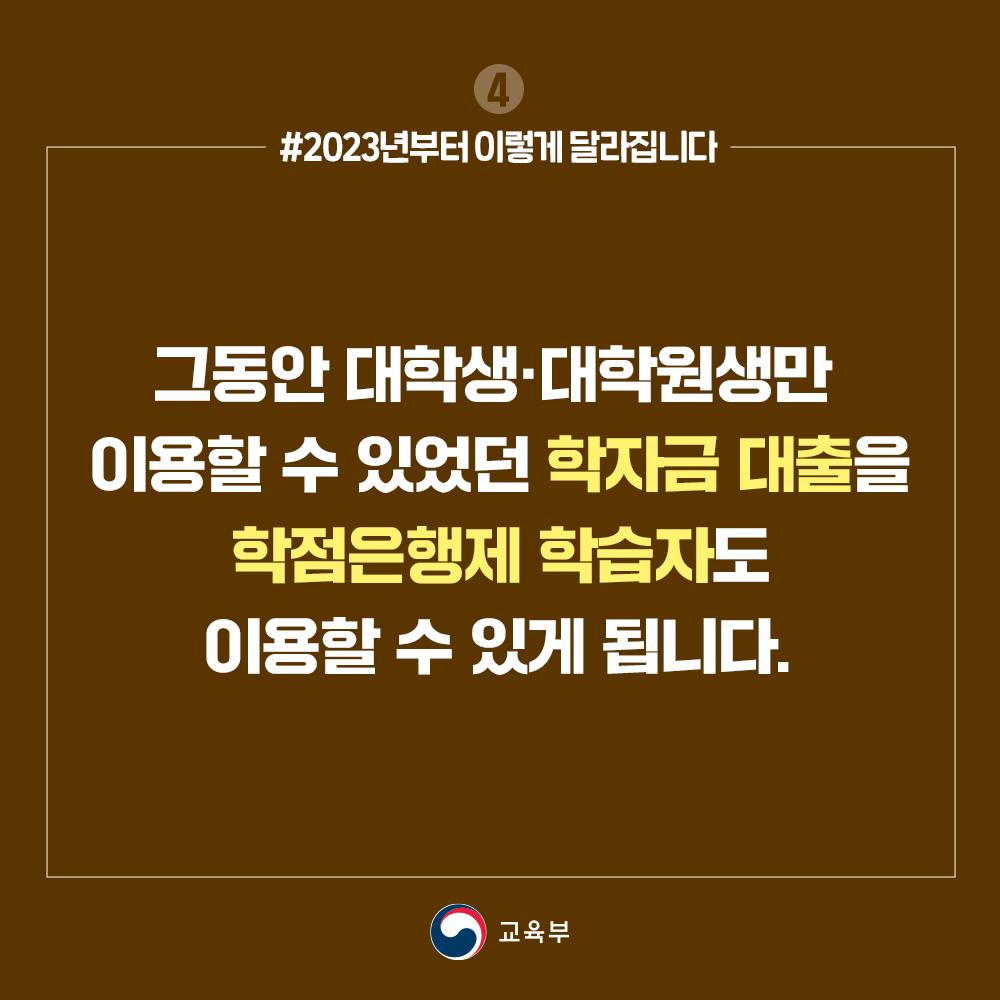 4
#2023년부터 이렇게 달라집니다
그동안 대학생·대학원생만
이용할 수 있었던 학자금 대출을
학점은행제 학습자도
이용할 수 있게 됩니다.
교육부